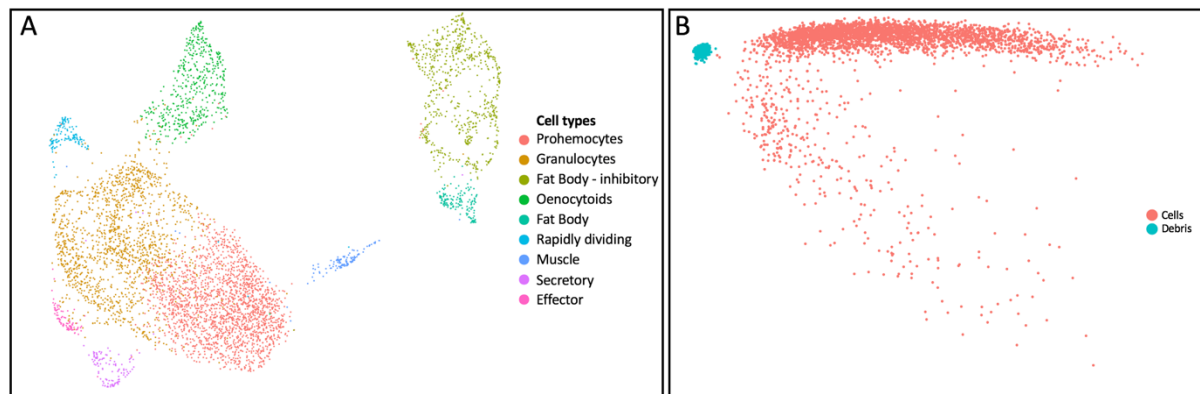 A
Cell types
Prohemocytes
Granulocytes
Fat Body - inhibitory
Oenocytoids
Fat Body
Rapidly dividing
Muscle
Secretory
Effector
B
Cells
Debris